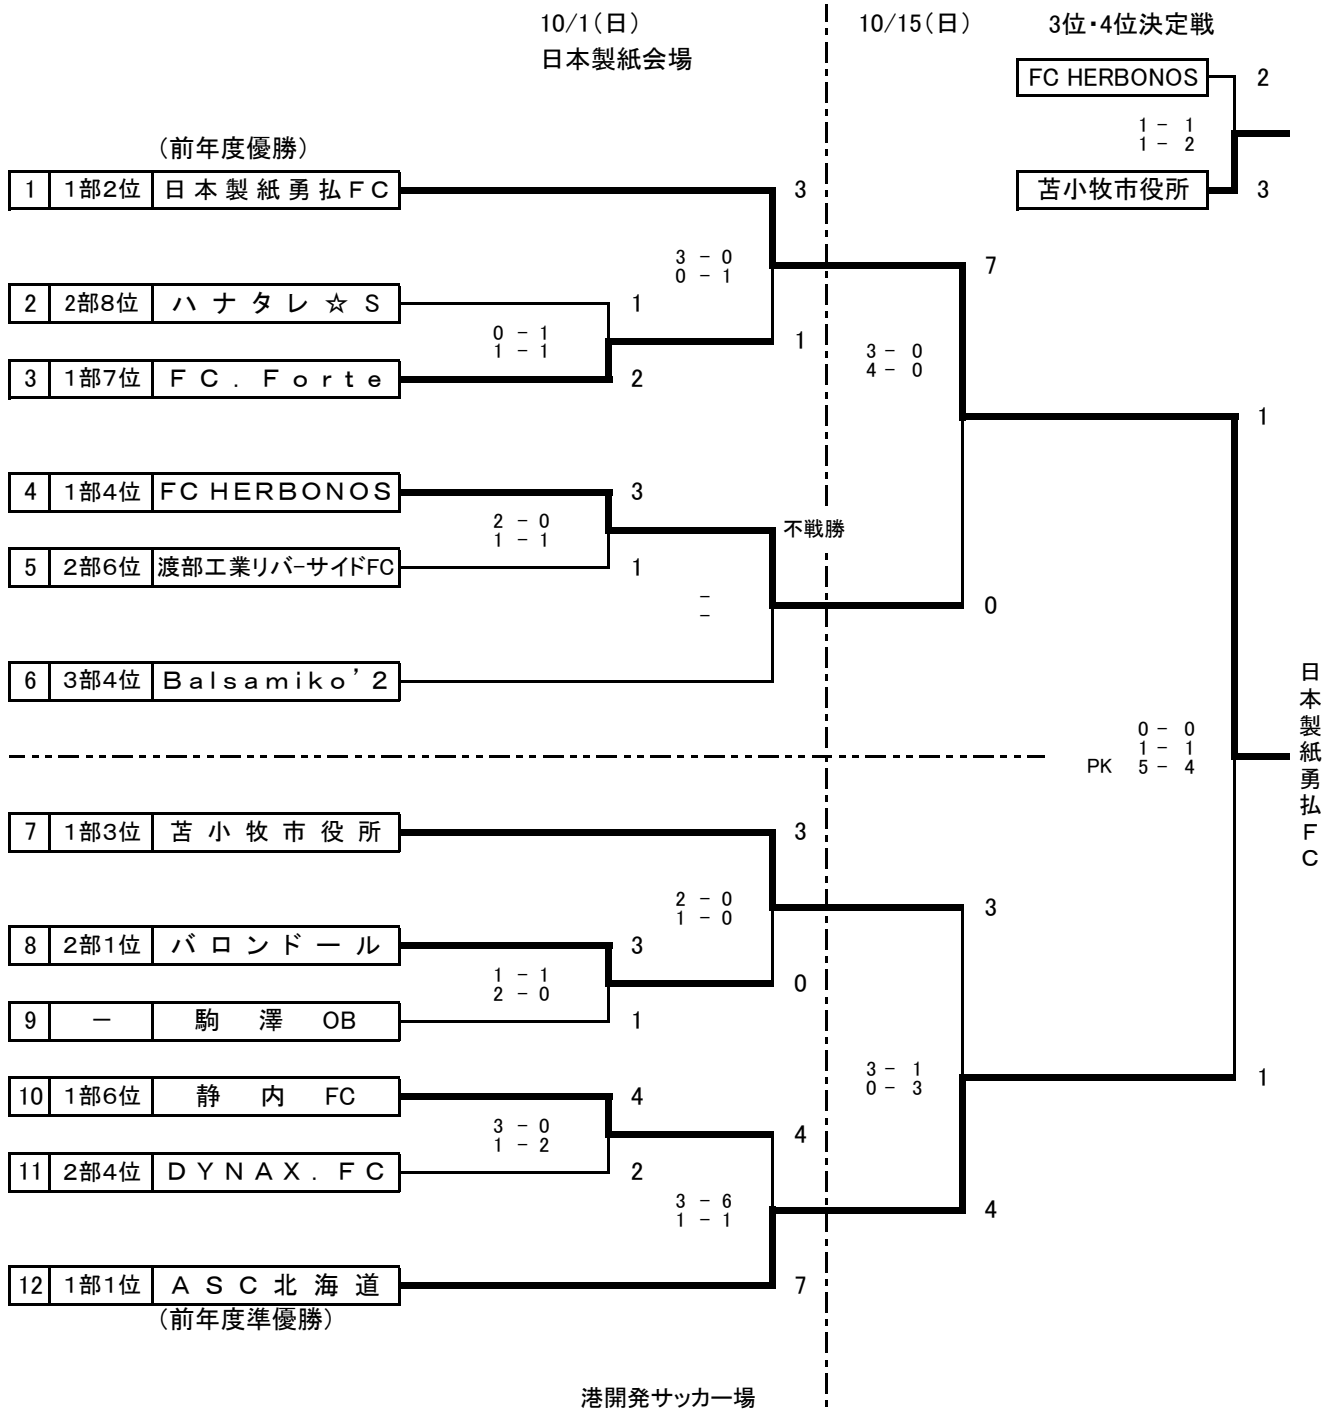 10/1(日)
日本製紙会場
10/15(日)
3位・4位決定戦
FC HERBONOS 2
1 - 1
1 - 2
苫小牧市役所 3
(前年度優勝)
1 1部2位 日本製紙勇払FC 3
3 - 0
0 - 1
7
2 2部8位 ハナタレ☆S 1
0 - 1
1 - 1
1
3 1部7位 FC.Forte 2
3 - 0
4 - 0
1
4 1部4位 FC HERBONOS 3
2 - 0
1 - 1
不戦勝
5 2部6位 渡部工業リバーサイドFC 1
-
-
0
6 3部4位 Balsamiko'2
0 - 0
1 - 1
PK 5 - 4
日本製紙勇払FC
7 1部3位 苫小牧市役所 3
2 - 0
1 - 0
3
8 2部1位 バロンドール 3
1 - 1
2 - 0
0
9 - 駒澤OB 1
3 - 1
0 - 3
1
10 1部6位 静内FC 4
3 - 0
1 - 2
4
11 2部4位 DYNAX.FC 2
3 - 6
1 - 1
4
12 1部1位 ASC北海道 7
(前年度準優勝)
港開発サッカー場